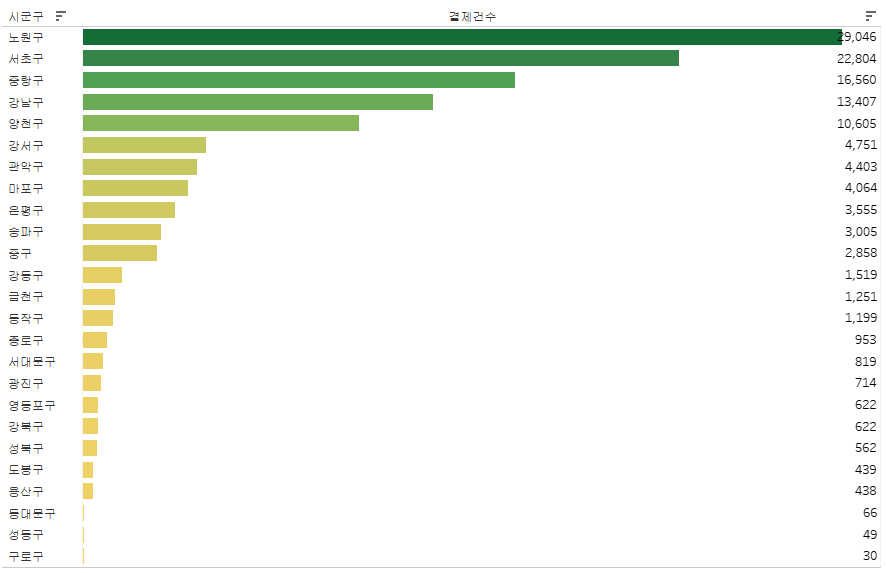 시군구 결제건수
노원구 29,046
서초구 22,804
중랑구 16,560
강남구 13,407
양천구 10,605
강서구 4,751
관악구 4,403
마포구 4,064
은평구 3,555
송파구 3,005
중구 2,858
강동구 1,519
금천구 1,251
동작구 1,199
종로구 953
서대문구 819
광진구 714
영등포구 622
강북구 622
성북구 562
도봉구 439
용산구 438
동대문구 66
성동구 49
구로구 30